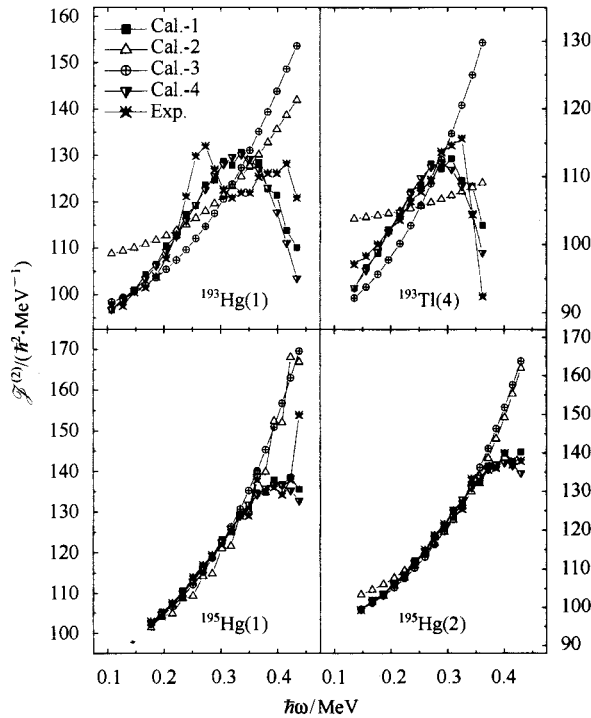 160
150
140
130
120
110
100
Cal.-1
Cal.-2
Cal.-3
Cal.-4
Exp.
¹⁹³Hg(1)
130
120
110
100
90
¹⁹³Tl(4)
170
160
150
140
130
120
110
100
¹⁹⁵Hg(1)
170
160
150
140
130
120
110
100
90
¹⁹⁵Hg(2)
𝒥⁽²⁾/(ℏ²·MeV⁻¹)
0.1 0.2 0.3 0.4 0.1 0.2 0.3 0.4
ℏω/MeV